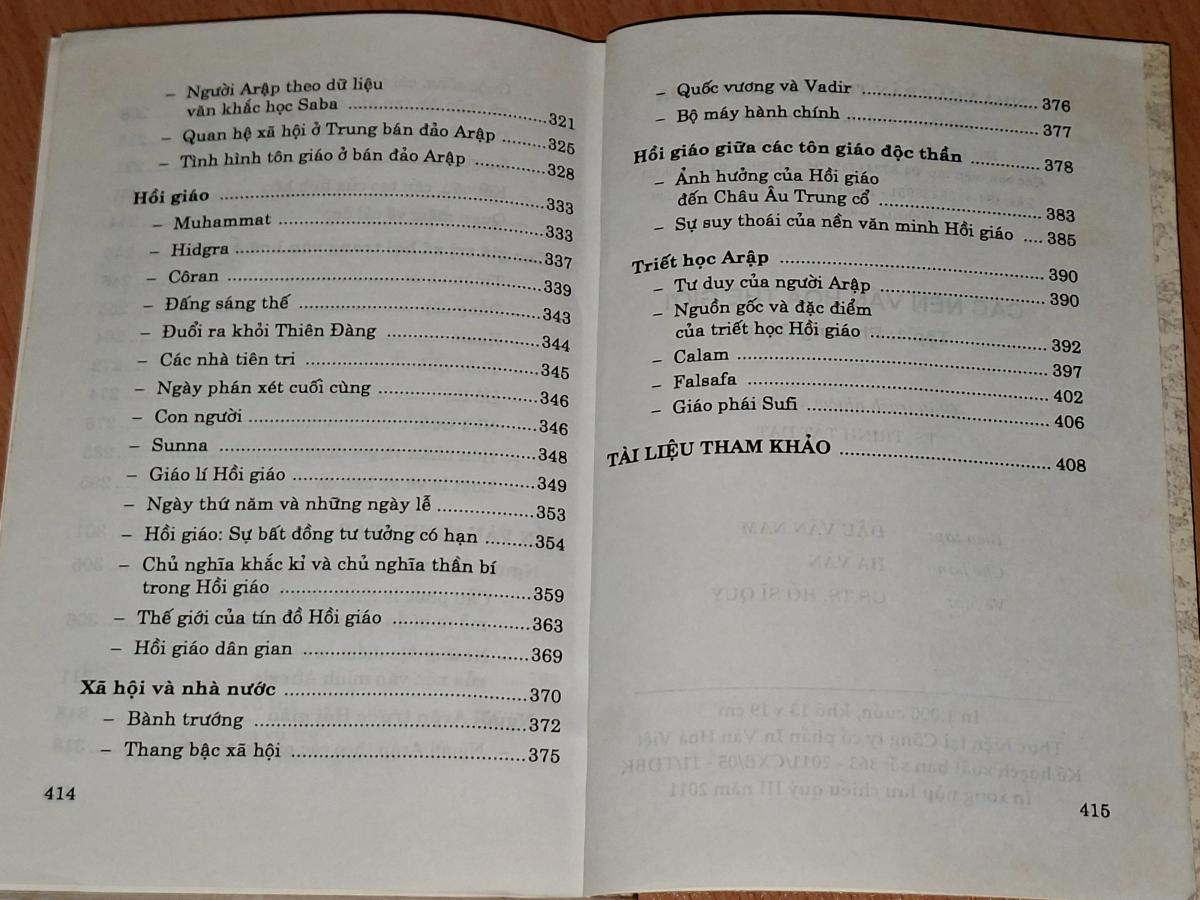 – Người Arập theo dữ liệu
văn khắc học Saba ........................................321
– Quan hệ xã hội ở Trung bán đảo Arập ..........325
– Tình hình tôn giáo ở bán đảo Arập ...............328
Hồi giáo ................................................................333
– Muhammat ......................................................333
– Hidgra .............................................................337
– Côran ...............................................................339
– Đấng sáng thế .................................................343
– Đuổi ra khỏi Thiên Đàng ................................344
– Các nhà tiên tri ...............................................345
– Ngày phán xét cuối cùng ................................346
– Con người ........................................................346
– Sunna ..............................................................348
– Giáo lí Hồi giáo ...............................................349
– Ngày thứ năm và những ngày lễ ...................353
– Hồi giáo: Sự bất đồng tư tưởng có hạn .........354
– Chủ nghĩa khắc kỉ và chủ nghĩa thần bí
trong Hồi giáo .................................................359
– Thế giới của tín đồ Hồi giáo ...........................363
– Hồi giáo dân gian ...........................................369
Xã hội và nhà nước ..............................................370
– Bành trướng ...................................................372
– Thang bậc xã hội ............................................375
414
– Quốc vương và Vadir ..................................... 376
– Bộ máy hành chính ........................................ 377
Hồi giáo giữa các tôn giáo độc thần ............... 378
– Ảnh hưởng của Hồi giáo
đến Châu Âu Trung cổ ................................... 383
– Sự suy thoái của nền văn minh Hồi giáo .... 385
Triết học Arập .................................................... 390
– Tư duy của người Arập .................................. 390
– Nguồn gốc và đặc điểm
của triết học Hồi giáo ..................................... 392
– Calam .............................................................. 397
– Falsafa ............................................................ 402
– Giáo phái Sufi ................................................. 406
TÀI LIỆU THAM KHẢO ........................................ 408
415